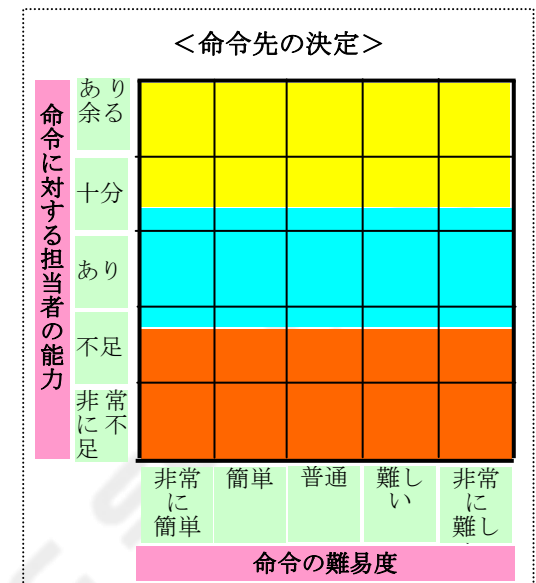 ＜命令先の決定＞
命令に対する担当者の能力
あり
余る
十分
あり
不足
非常
に不
足
非常
に
簡単
簡単
普通
難し
い
非常
に
難し
命令の難易度